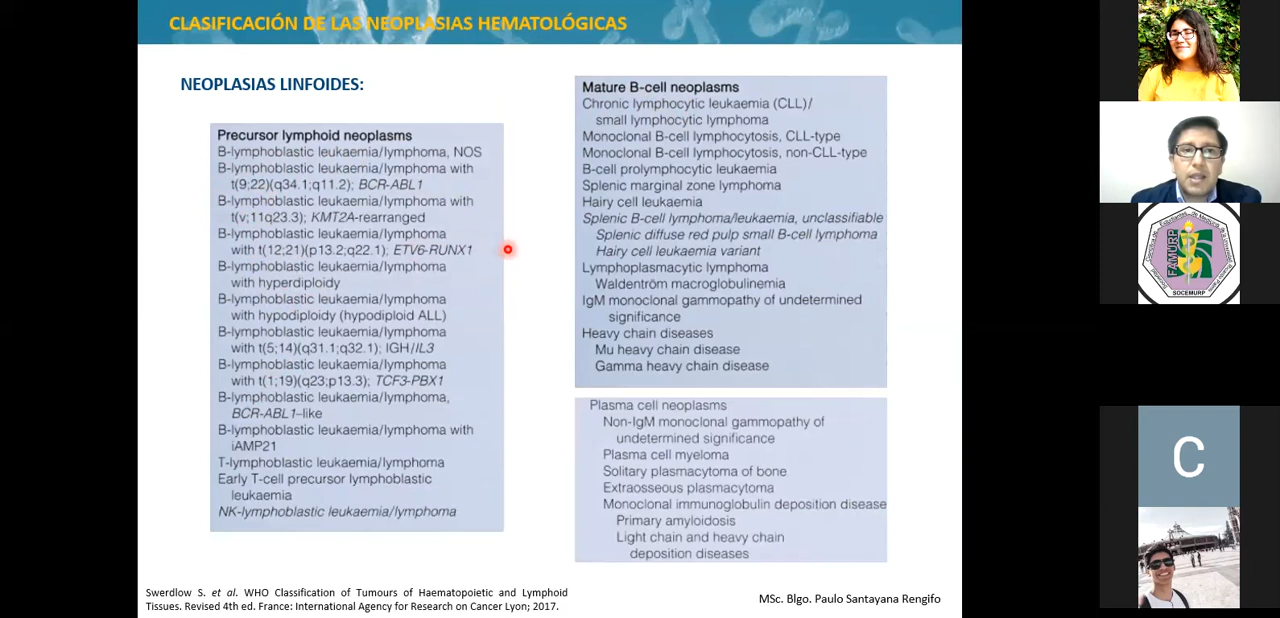 CLASIFICACIÓN DE LAS NEOPLASIAS HEMATOLÓGICAS
NEOPLASIAS LINFOIDES:
Precursor lymphoid neoplasms
B-lymphoblastic leukaemia/lymphoma, NOS
B-lymphoblastic leukaemia/lymphoma with
t(9;22)(q34.1;q11.2); BCR-ABL1
B-lymphoblastic leukaemia/lymphoma with
t(v;11q23.3); KMT2A-rearranged
B-lymphoblastic leukaemia/lymphoma
with t(12;21)(p13.2;q22.1); ETV6-RUNX1
B-lymphoblastic leukaemia/lymphoma
with hyperdiploidy
B-lymphoblastic leukaemia/lymphoma
with hypodiploidy (hypodiploid ALL)
B-lymphoblastic leukaemia/lymphoma
with t(5;14)(q31.1;q32.1); IGH/IL3
B-lymphoblastic leukaemia/lymphoma
with t(1;19)(q23;p13.3); TCF3-PBX1
B-lymphoblastic leukaemia/lymphoma,
BCR-ABL1–like
B-lymphoblastic leukaemia/lymphoma with
iAMP21
T-lymphoblastic leukaemia/lymphoma
Early T-cell precursor lymphoblastic
leukaemia
NK-lymphoblastic leukaemia/lymphoma
Mature B-cell neoplasms
Chronic lymphocytic leukaemia (CLL)/
small lymphocytic lymphoma
Monoclonal B-cell lymphocytosis, CLL-type
Monoclonal B-cell lymphocytosis, non-CLL-type
B-cell prolymphocytic leukaemia
Splenic marginal zone lymphoma
Hairy cell leukaemia
Splenic B-cell lymphoma/leukaemia, unclassifiable
Splenic diffuse red pulp small B-cell lymphoma
Hairy cell leukaemia variant
Lymphoplasmacytic lymphoma
Waldenström macroglobulinemia
IgM monoclonal gammopathy of undetermined
significance
Heavy chain diseases
Mu heavy chain disease
Gamma heavy chain disease
Plasma cell neoplasms
Non-IgM monoclonal gammopathy of
undetermined significance
Plasma cell myeloma
Solitary plasmacytoma of bone
Extraosseous plasmacytoma
Monoclonal immunoglobulin deposition disease
Primary amyloidosis
Light chain and heavy chain
deposition diseases
Swerdlow S. et al. WHO Classification of Tumours of Haematopoietic and Lymphoid
Tissues. Revised 4th ed. France: International Agency for Research on Cancer Lyon; 2017.
MSc. Blgo. Paulo Santayana Rengifo
FAMURP
SOCEMURP
C